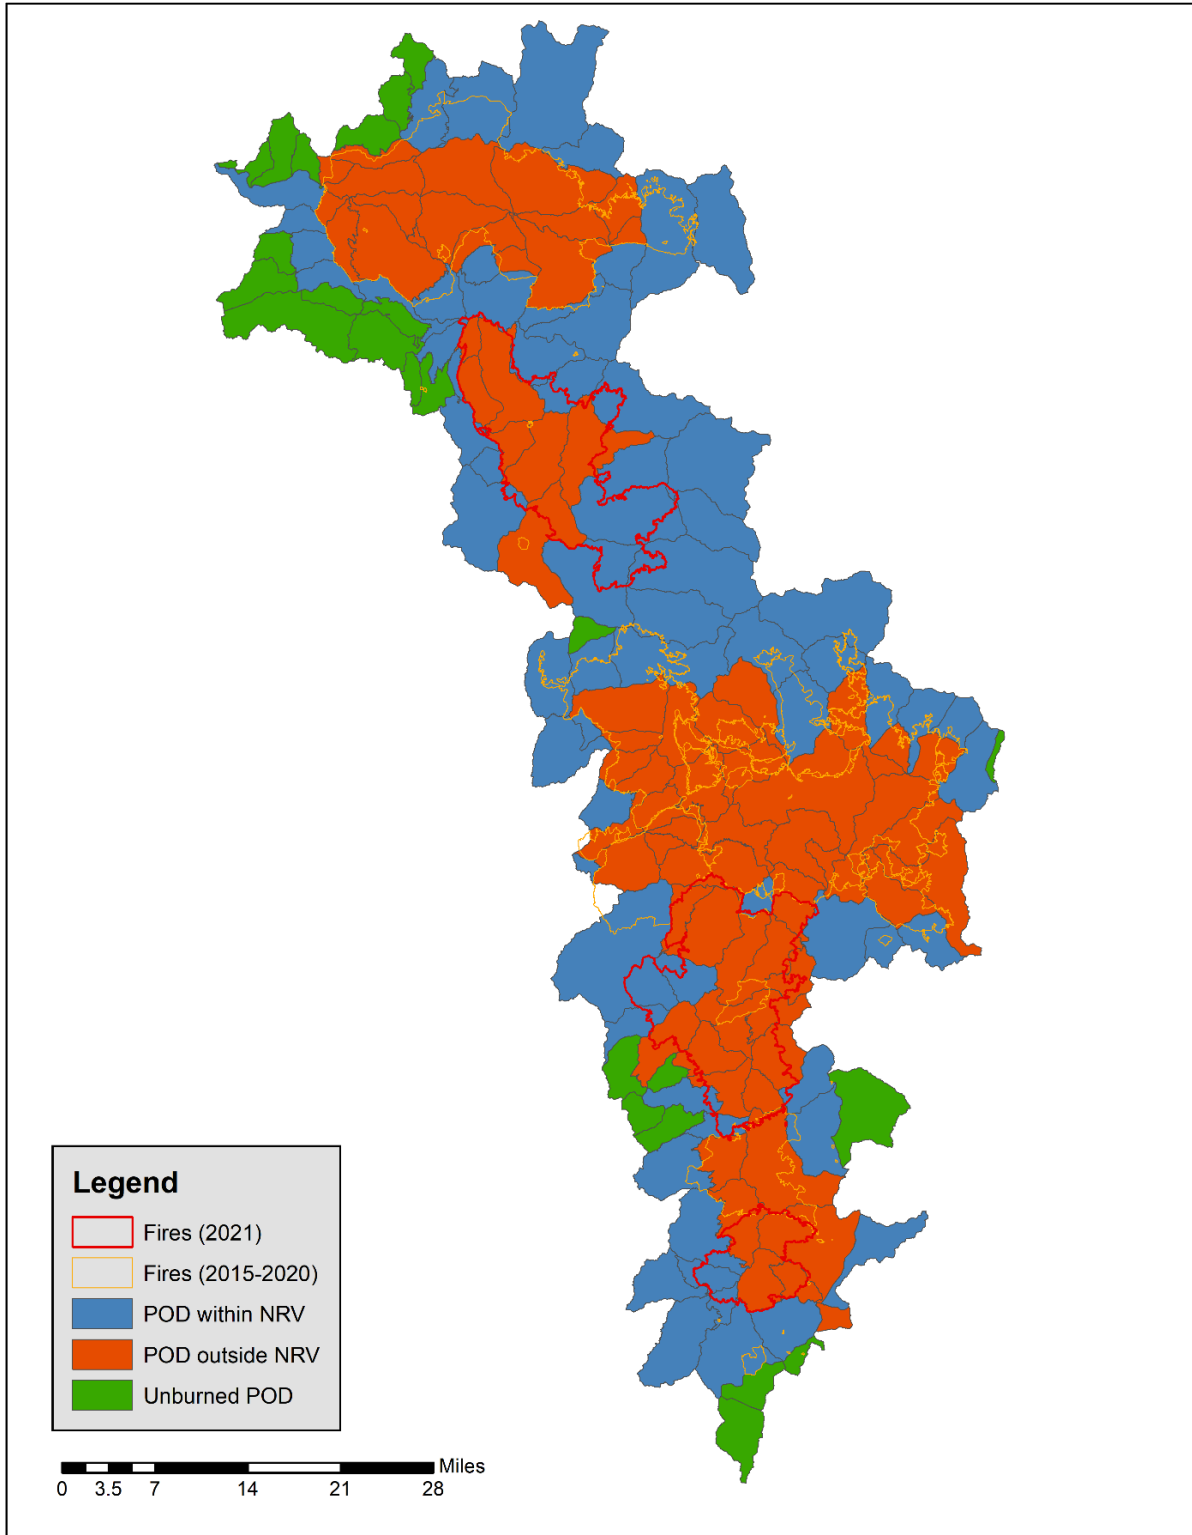 Legend
Fires (2021)
Fires (2015-2020)
POD within NRV
POD outside NRV
Unburned POD
Miles
0 3.5 7 14 21 28